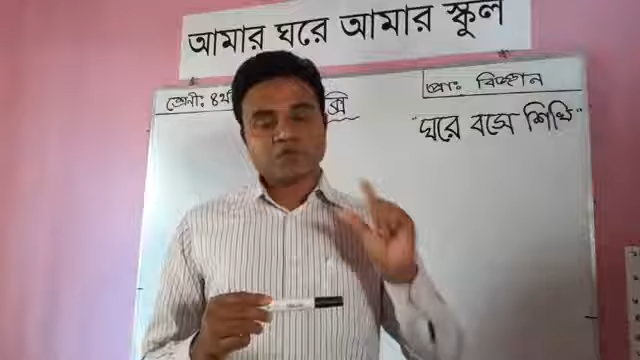 আমার ঘরে আমার স্কুল
শ্রেণী: ৪র্থ
প্রা: বিজ্ঞান
"ঘরে বসে শিখি"